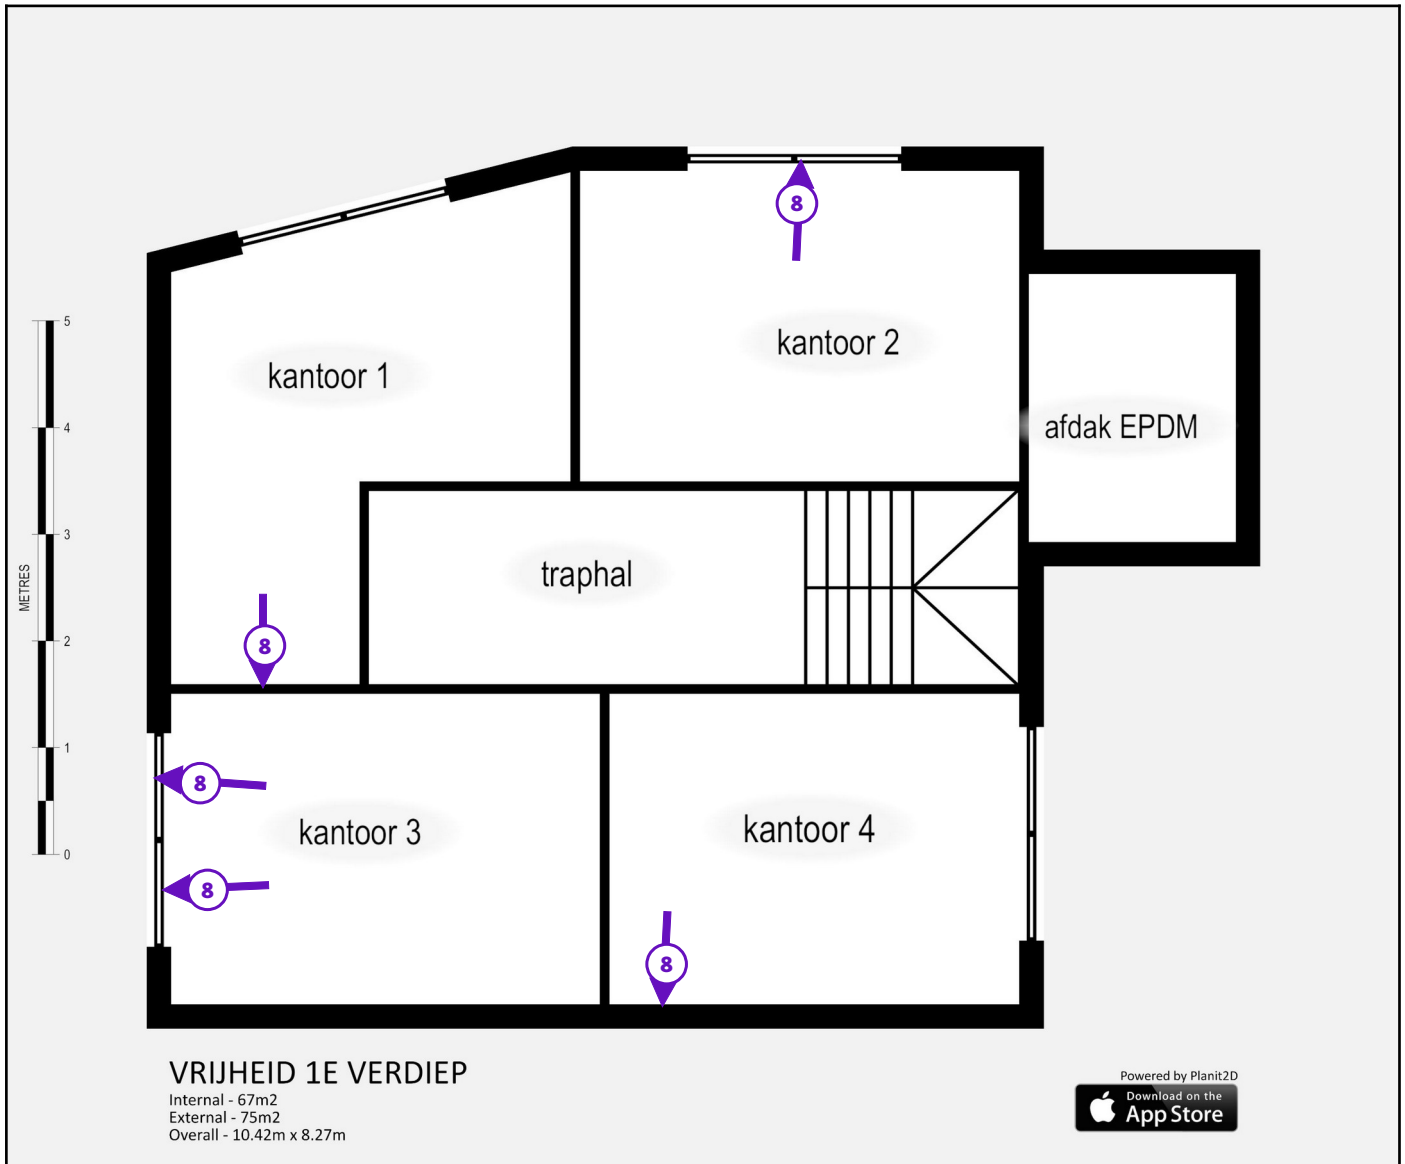 8
kantoor 2
kantoor 1
afdak EPDM
traphal
8
8
kantoor 3
kantoor 4
8
8
5
4
3
2
1
0
METRES
VRIJHEID 1E VERDIEP
Internal - 67m2
External - 75m2
Overall - 10.42m x 8.27m
Powered by Planit2D
Download on the
App Store